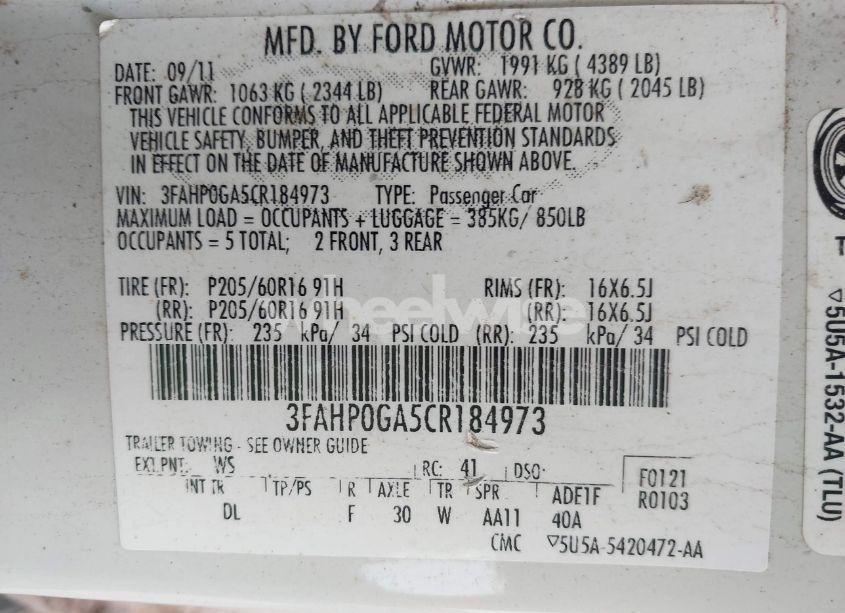 MFD. BY FORD MOTOR CO.
DATE: 09/11 GVWR: 1991 KG ( 4389 LB)
FRONT GAWR: 1063 KG ( 2344 LB) REAR GAWR: 928 KG ( 2045 LB)
THIS VEHICLE CONFORMS TO ALL APPLICABLE FEDERAL MOTOR
VEHICLE SAFETY, BUMPER, AND THEFT PREVENTION STANDARDS
IN EFFECT ON THE DATE OF MANUFACTURE SHOWN ABOVE.
VIN: 3FAHP0GA5CR184973 TYPE: Passenger Car
MAXIMUM LOAD = OCCUPANTS + LUGGAGE = 385KG/ 850LB
OCCUPANTS = 5 TOTAL; 2 FRONT, 3 REAR
TIRE (FR): P205/60R16 91H RIMS (FR): 16X6.5J
(RR): P205/60R16 91H (RR): 16X6.5J
PRESSURE (FR): 235 kPa/ 34 PSI COLD (RR): 235 kPa/ 34 PSI COLD
wheelwise
3FAHP0GA5CR184973
TRAILER TOWING - SEE OWNER GUIDE
EXT PNT: WS RC: 41 DSO: F0121
INT TR TP/PS R AXLE TR SPR ADE1F R0103
DL F 30 W AA11 40A
CMC ▽5U5A-5420472-AA
T
▽5U5A-1532-AA (TLU)